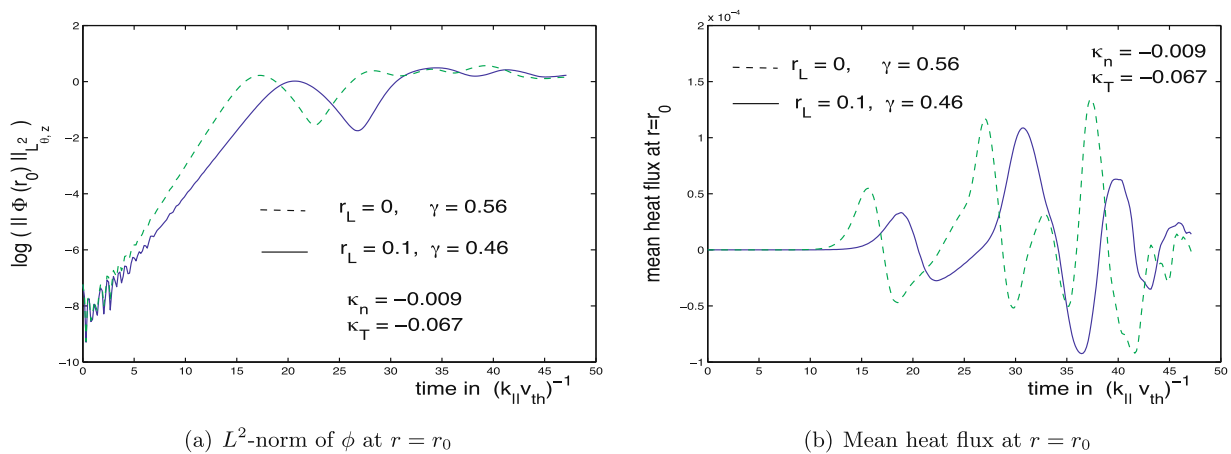 2
0
−2
−4
−6
−8
−10
0 5 10 15 20 25 30 35 40 45 50
log ( || Φ (r0) ||L2θ, z )
time in (k|| vth)−1
rL = 0, γ = 0.56
rL = 0.1, γ = 0.46
κn = −0.009
κT = −0.067
(a) L²-norm of ϕ at r = r0
x 10−4
1.5
1
0.5
0
−0.5
−1
0 5 10 15 20 25 30 35 40 45 50
mean heat flux at r=r0
time in (k|| vth)−1
rL = 0, γ = 0.56
rL = 0.1, γ = 0.46
κn = −0.009
κT = −0.067
(b) Mean heat flux at r = r0